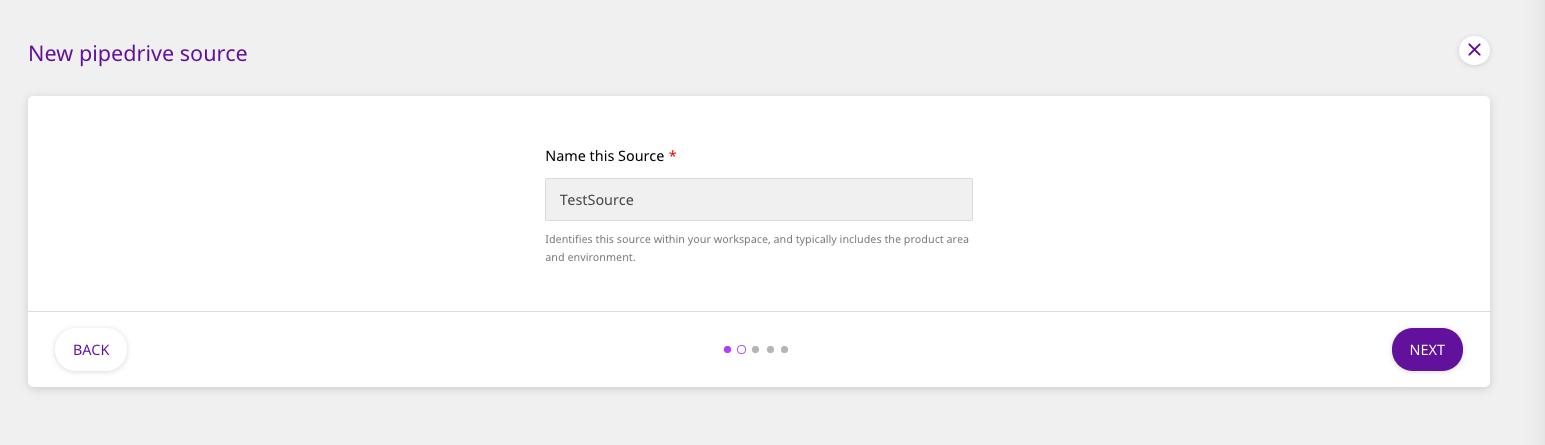 New pipedrive source
Name this Source *
TestSource
Identifies this source within your workspace, and typically includes the product area
and environment.
BACK
NEXT